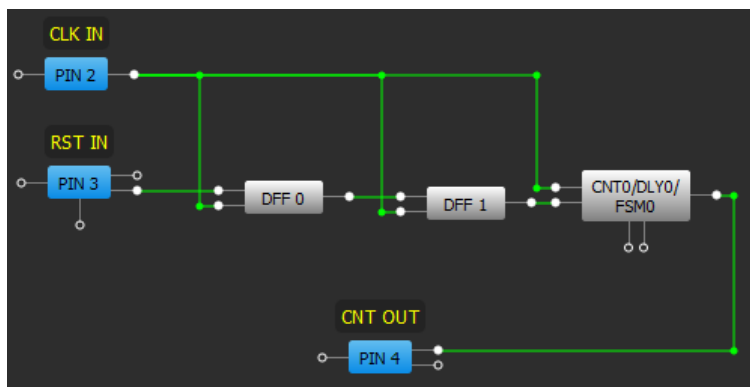 CLK IN
PIN 2
RST IN
PIN 3
DFF 0
DFF 1
CNT0/DLY0/
FSM0
CNT OUT
PIN 4